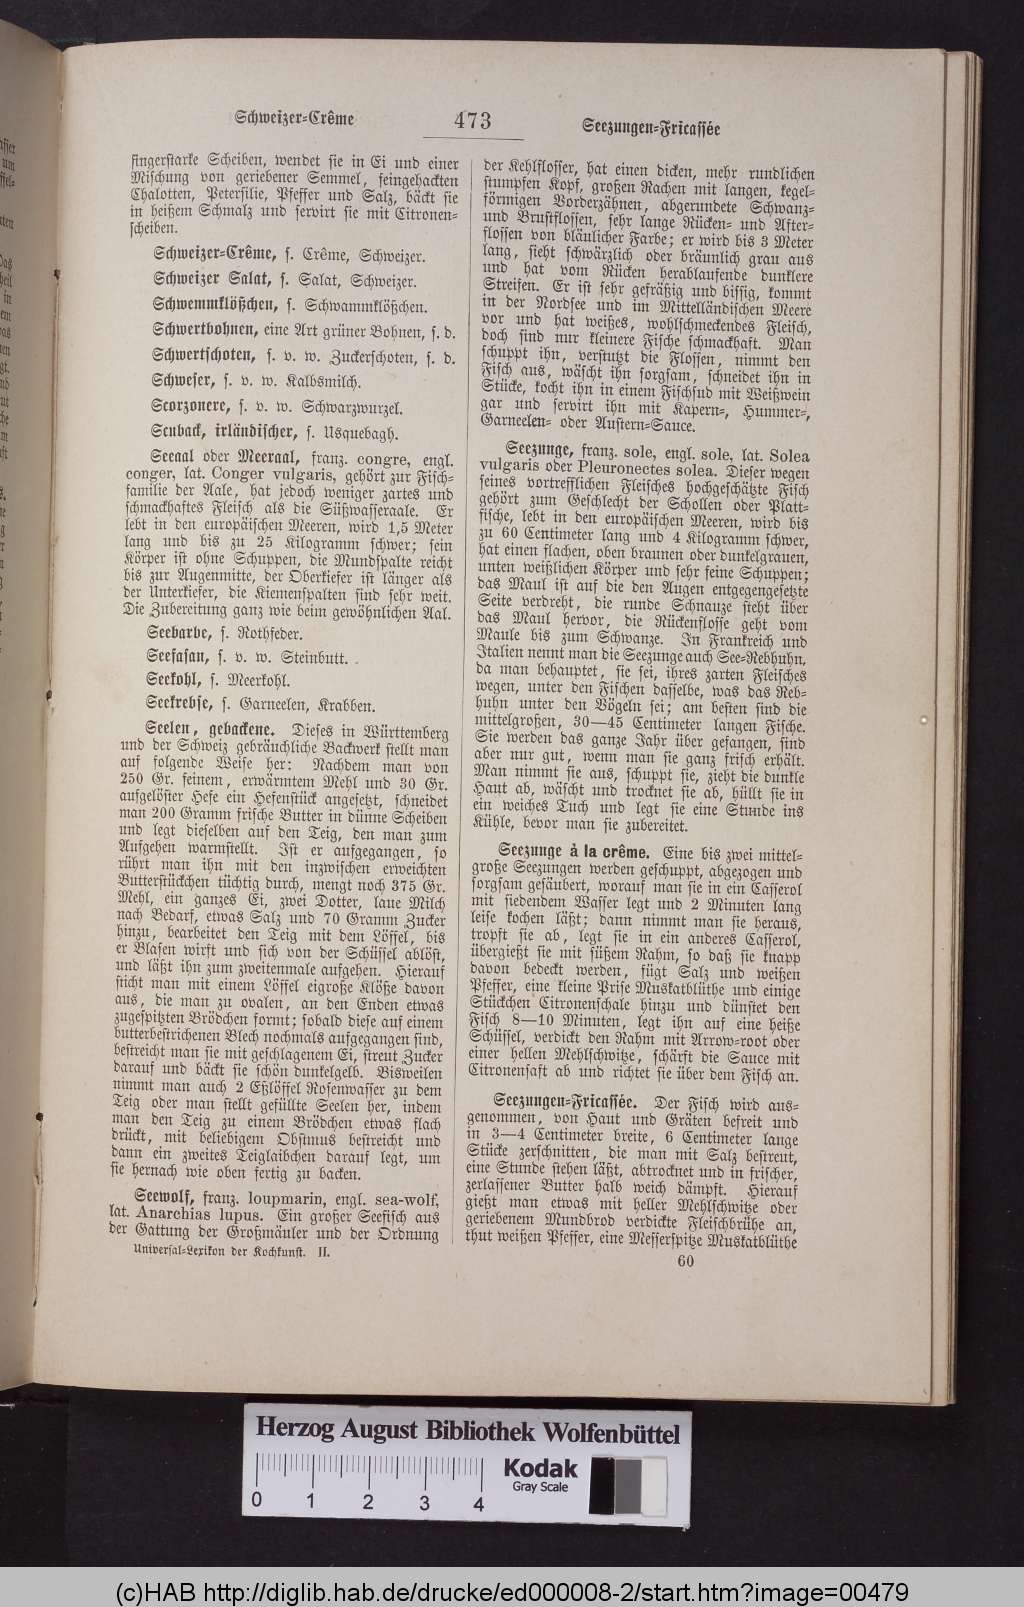 Schweizer-Crême
473
Seezungen-Fricassée
fingerstarke Scheiben, wendet sie in Ei und einer
Mischung von geriebener Semmel, feingehackten
Chalotten, Petersilie, Pfeffer und Salz, bäckt sie
in heißem Schmalz und servirt sie mit Citronen-
scheiben.
Schweizer-Crême, s. Crême, Schweizer.
Schweizer Salat, s. Salat, Schweizer.
Schwemmklößchen, s. Schwammklößchen.
Schwertbohnen, eine Art grüner Bohnen, s. d.
Schwertschoten, s. v. w. Zuckerschoten, s. d.
Schweser, s. v. w. Kalbsmilch.
Scorzonere, s. v. w. Schwarzwurzel.
Scuback, irländischer, s. Usquebagh.
Seeaal oder Meeraal, franz. congre, engl.
conger, lat. Conger vulgaris, gehört zur Fisch-
familie der Aale, hat jedoch weniger zartes und
schmackhaftes Fleisch als die Süßwasseraale. Er
lebt in den europäischen Meeren, wird 1,5 Meter
lang und bis zu 25 Kilogramm schwer; sein
Körper ist ohne Schuppen, die Mundspalte reicht
bis zur Augenmitte, der Oberkiefer ist länger als
der Unterkiefer, die Kiemenspalten sind sehr weit.
Die Zubereitung ganz wie beim gewöhnlichen Aal.
Seebarbe, s. Rothfeder.
Seefasan, s. v. w. Steinbutt.
Seekohl, s. Meerkohl.
Seekrebse, s. Garneelen, Krabben.
Seelen, gebackene. Dieses in Württemberg
und der Schweiz gebräuchliche Backwerk stellt man
auf folgende Weise her: Nachdem man von
250 Gr. feinem, erwärmtem Mehl und 30 Gr.
aufgelöster Hefe ein Hefenstück angesetzt, schneidet
man 200 Gramm frische Butter in dünne Scheiben
und legt dieselben auf den Teig, den man zum
Aufgehen warmstellt. Ist er aufgegangen, so
rührt man ihn mit den inzwischen erweichten
Butterstückchen tüchtig durch, mengt noch 375 Gr.
Mehl, ein ganzes Ei, zwei Dotter, laue Milch
nach Bedarf, etwas Salz und 70 Gramm Zucker
hinzu, bearbeitet den Teig mit dem Löffel, bis
er Blasen wirft und sich von der Schüssel ablöst,
und läßt ihn zum zweitenmale aufgehen. Hierauf
sticht man mit einem Löffel eigroße Klöße davon
aus, die man zu ovalen, an den Enden etwas
zugespitzten Brödchen formt; sobald diese auf einem
butterbestrichenen Blech nochmals aufgegangen sind,
bestreicht man sie mit geschlagenem Ei, streut Zucker
darauf und bäckt sie schön dunkelgelb. Bisweilen
nimmt man auch 2 Eßlöffel Rosenwasser zu dem
Teig oder man stellt gefüllte Seelen her, indem
man den Teig zu einem Brödchen etwas flach
drückt, mit beliebigem Obstmus bestreicht und
dann ein zweites Teiglaibchen darauf legt, um
sie hernach wie oben fertig zu backen.
Seewolf, franz. loupmarin, engl. sea-wolf,
lat. Anarchias lupus. Ein großer Seefisch aus
der Gattung der Großmäuler und der Ordnung
Universal-Lexikon der Kochkunst. II.
der Kehlflosser, hat einen dicken, mehr rundlichen
stumpfen Kopf, großen Rachen mit langen, kegel-
förmigen Vorderzähnen, abgerundete Schwanz-
und Brustflossen, sehr lange Rücken- und After-
flossen von bläulicher Farbe; er wird bis 3 Meter
lang, sieht schwärzlich oder bräunlich grau aus
und hat vom Rücken herablaufende dunklere
Streifen. Er ist sehr gefräßig und bissig, kommt
in der Nordsee und im Mittelländischen Meere
vor und hat weißes, wohlschmeckendes Fleisch,
doch sind nur kleinere Fische schmackhaft. Man
schuppt ihn, verstutzt die Flossen, nimmt den
Fisch aus, wäscht ihn sorgsam, schneidet ihn in
Stücke, kocht ihn in einem Fischsud mit Weißwein
gar und servirt ihn mit Kapern-, Hummer-,
Garneelen- oder Austern-Sauce.
Seezunge, franz. sole, engl. sole, lat. Solea
vulgaris oder Pleuronectes solea. Dieser wegen
seines vortrefflichen Fleisches hochgeschätzte Fisch
gehört zum Geschlecht der Schollen oder Platt-
fische, lebt in den europäischen Meeren, wird bis
zu 60 Centimeter lang und 4 Kilogramm schwer,
hat einen flachen, oben braunen oder dunkelgrauen,
unten weißlichen Körper und sehr feine Schuppen;
das Maul ist auf die den Augen entgegengesetzte
Seite verdreht, die runde Schnauze steht über
das Maul hervor, die Rückenflosse geht vom
Maule bis zum Schwanze. In Frankreich und
Italien nennt man die Seezunge auch See-Rebhuhn,
da man behauptet, sie sei, ihres zarten Fleisches
wegen, unter den Fischen dasselbe, was das Reb-
huhn unter den Vögeln sei; am besten sind die
mittelgroßen, 30—45 Centimeter langen Fische.
Sie werden das ganze Jahr über gefangen, sind
aber nur gut, wenn man sie ganz frisch erhält.
Man nimmt sie aus, schuppt sie, zieht die dunkle
Haut ab, wäscht und trocknet sie ab, hüllt sie in
ein weiches Tuch und legt sie eine Stunde ins
Kühle, bevor man sie zubereitet.
Seezunge à la crême. Eine bis zwei mittel-
große Seezungen werden geschuppt, abgezogen und
sorgsam gesäubert, worauf man sie in ein Casserol
mit siedendem Wasser legt und 2 Minuten lang
leise kochen läßt; dann nimmt man sie heraus,
tropft sie ab, legt sie in ein anderes Casserol,
übergießt sie mit süßem Rahm, so daß sie knapp
davon bedeckt werden, fügt Salz und weißen
Pfeffer, eine kleine Prise Muskatblüthe und einige
Stückchen Citronenschale hinzu und dünstet den
Fisch 8—10 Minuten, legt ihn auf eine heiße
Schüssel, verdickt den Rahm mit Arrow-root oder
einer hellen Mehlschwitze, schärft die Sauce mit
Citronensaft ab und richtet sie über dem Fisch an.
Seezungen-Fricassée. Der Fisch wird aus-
genommen, von Haut und Gräten befreit und
in 3—4 Centimeter breite, 6 Centimeter lange
Stücke zerschnitten, die man mit Salz bestreut,
eine Stunde stehen läßt, abtrocknet und in frischer,
zerlassener Butter halb weich dämpft. Hierauf
gießt man etwas mit heller Mehlschwitze oder
geriebenem Mundbrod verdickte Fleischbrühe an,
thut weißen Pfeffer, eine Messerspitze Muskatblüthe
60
Herzog August Bibliothek Wolfenbüttel
0 1 2 3 4
Kodak
Gray Scale
(c)HAB http://diglib.hab.de/drucke/ed000008-2/start.htm?image=00479